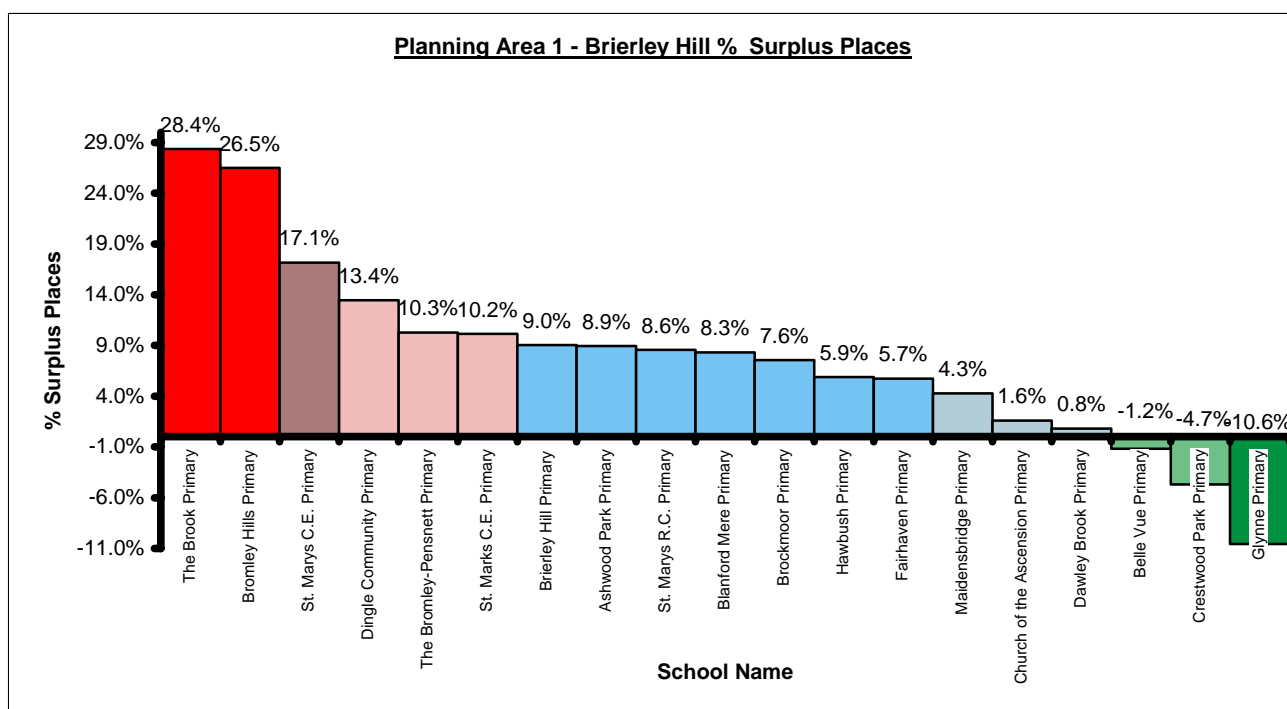 Planning Area 1 - Brierley Hill % Surplus Places
% Surplus Places
29.0%
24.0%
19.0%
14.0%
9.0%
4.0%
-1.0%
-6.0%
-11.0%
28.4%
26.5%
17.1%
13.4%
10.3%
10.2%
9.0%
8.9%
8.6%
8.3%
7.6%
5.9%
5.7%
4.3%
1.6%
0.8%
-1.2%
-4.7%
-10.6%
The Brook Primary
Bromley Hills Primary
St. Marys C.E. Primary
Dingle Community Primary
The Bromley-Pensnett Primary
St. Marks C.E. Primary
Brierley Hill Primary
Ashwood Park Primary
St. Marys R.C. Primary
Blanford Mere Primary
Brockmoor Primary
Hawbush Primary
Fairhaven Primary
Maidensbridge Primary
Church of the Ascension Primary
Dawley Brook Primary
Belle Vue Primary
Crestwood Park Primary
Glynne Primary
School Name